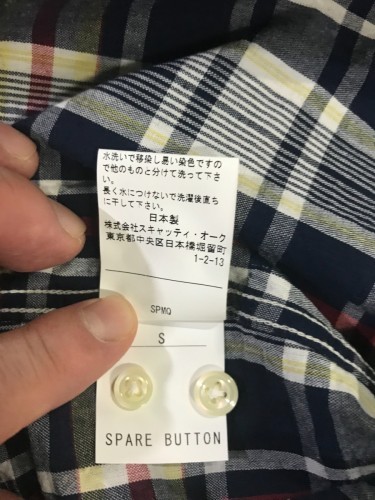 水洗いで移染し易い染色ですの
で他のものと分けて洗って下さ
い。
長く水につけないで洗濯後直ち
に干して下さい。
日本製
株式会社スキャッティ・オーク
東京都中央区日本橋堀留町
1-2-13
SPMQ
S
SPARE BUTTON